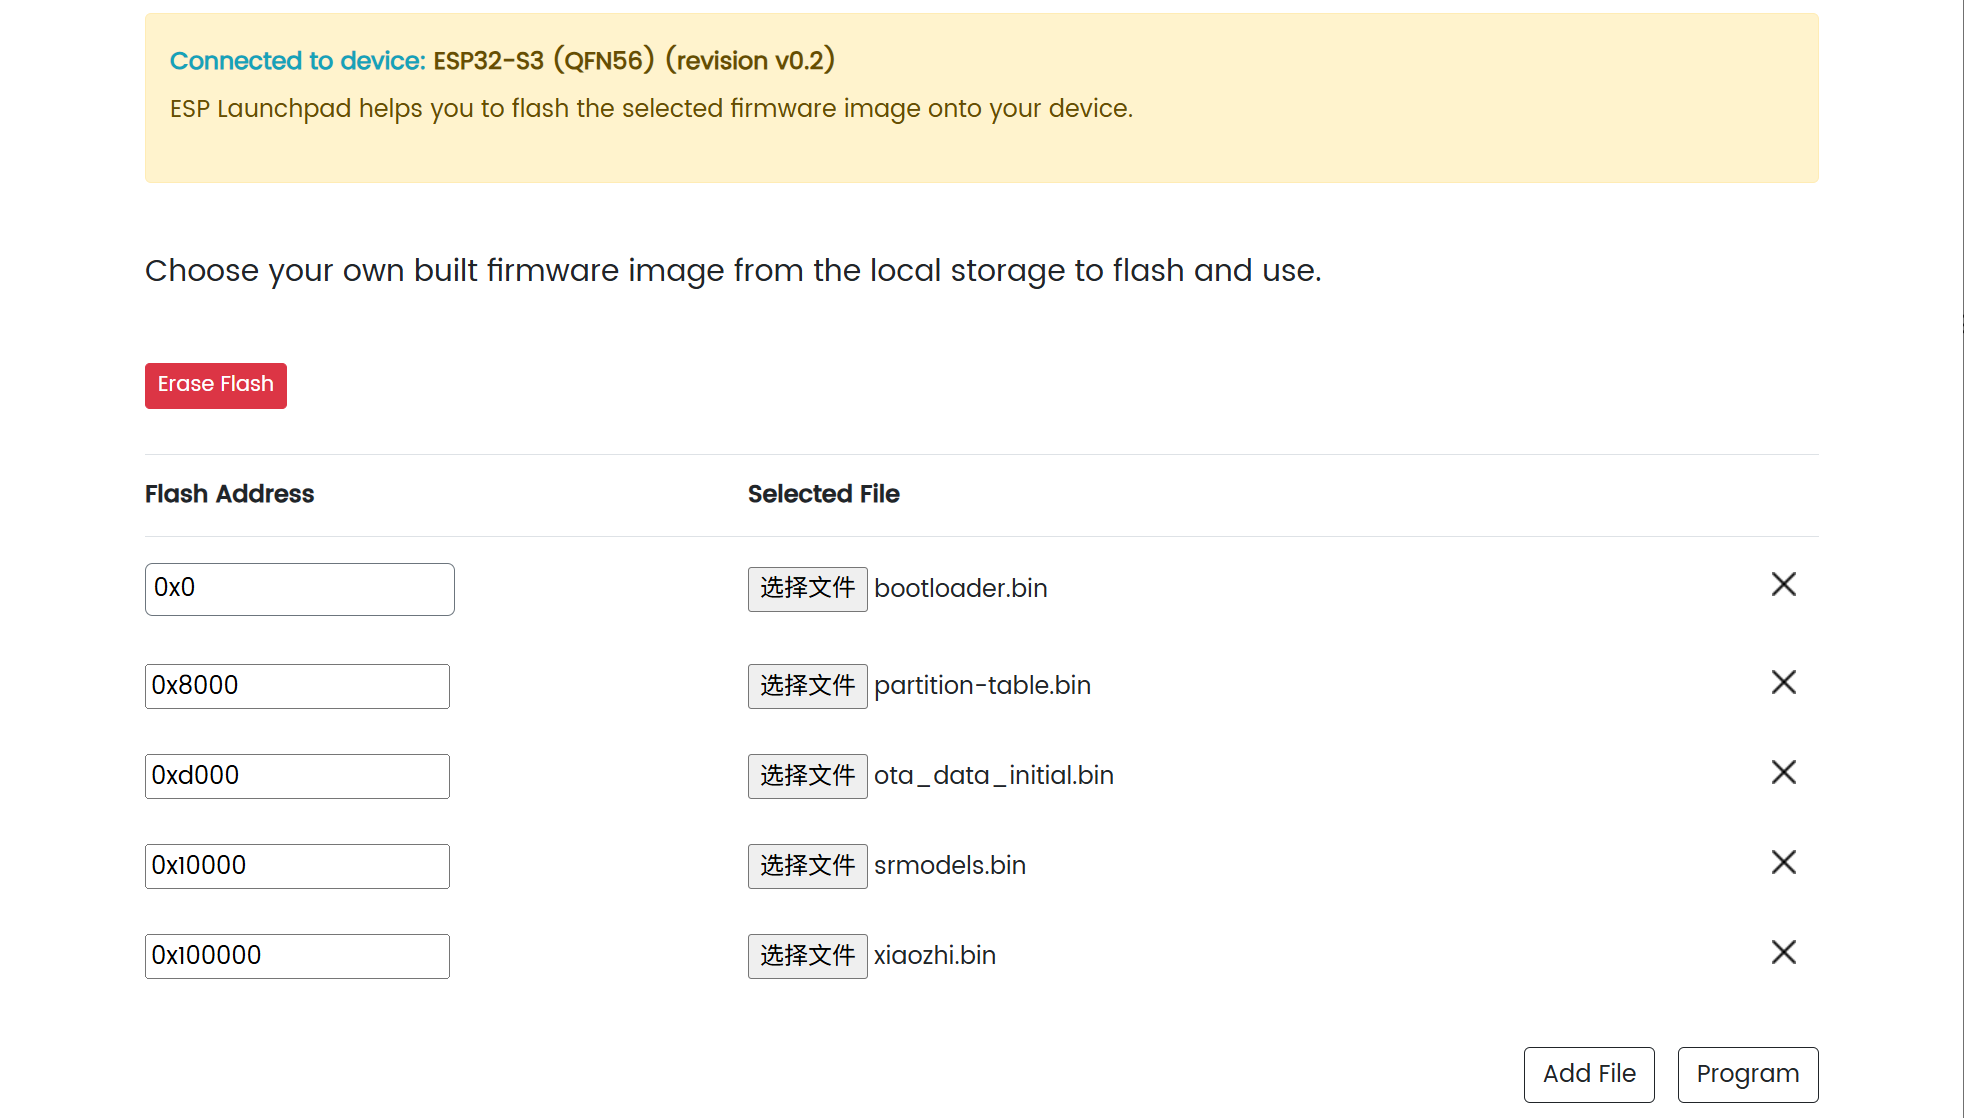 Connected to device: ESP32-S3 (QFN56) (revision v0.2)
ESP Launchpad helps you to flash the selected firmware image onto your device.
Choose your own built firmware image from the local storage to flash and use.
Erase Flash
Flash Address Selected File
0x0 选择文件 bootloader.bin
0x8000 选择文件 partition-table.bin
0xd000 选择文件 ota_data_initial.bin
0x10000 选择文件 srmodels.bin
0x100000 选择文件 xiaozhi.bin
Add File Program